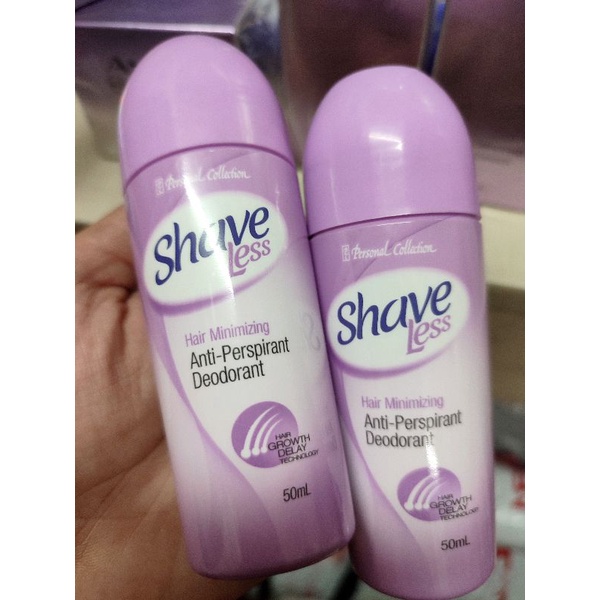 Personal Collection
Shave
Less
Hair Minimizing
Anti-Perspirant
Deodorant
HAIR
GROWTH
DELAY
TECHNOLOGY
50mL
Personal Collection
Shave
Less
Hair Minimizing
Anti-Perspirant
Deodorant
HAIR
GROWTH
DELAY
TECHNOLOGY
50mL